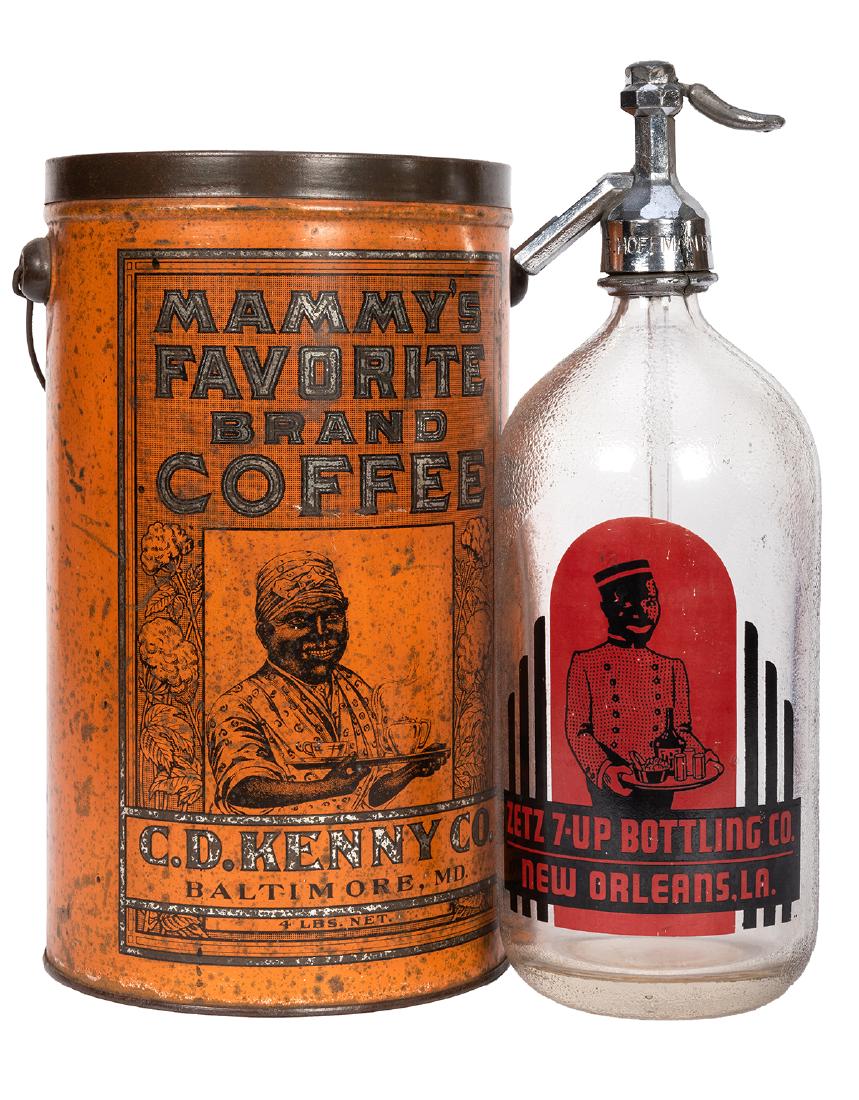 MAMMY'S
FAVORITE
BRAND
COFFEE
C.D. KENNY CO.
BALTIMORE, MD.
4 LBS. NET.
HOFFMAN
ZETZ 7-UP BOTTLING CO.
NEW ORLEANS, LA.